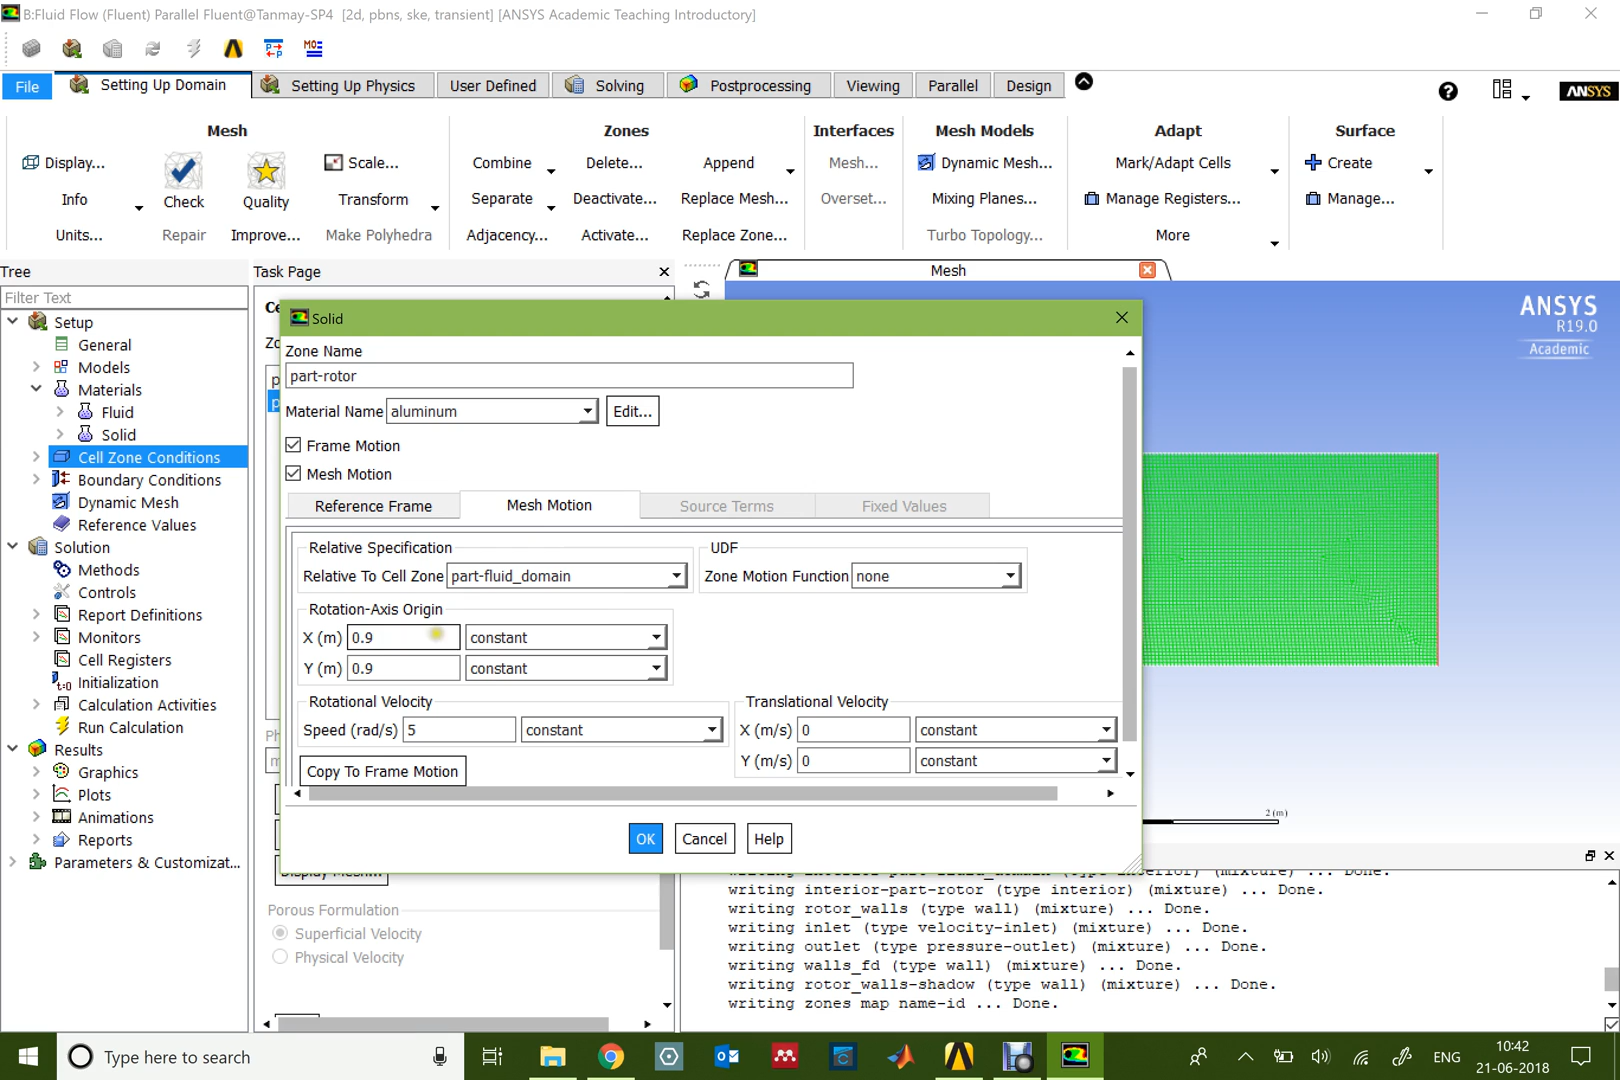 B:Fluid Flow (Fluent) Parallel Fluent@Tanmay-SP4 [2d, pbns, ske, transient] [ANSYS Academic Teaching Introductory]
File
Setting Up Domain
Setting Up Physics
User Defined
Solving
Postprocessing
Viewing
Parallel
Design
ANSYS
Mesh
Zones
Interfaces
Mesh Models
Adapt
Surface
Display...
Scale...
Combine
Delete...
Append
Mesh...
Dynamic Mesh...
Mark/Adapt Cells
Create
Info
Check
Quality
Transform
Separate
Deactivate...
Replace Mesh...
Overset...
Mixing Planes...
Manage Registers...
Manage...
Units...
Repair
Improve...
Make Polyhedra
Adjacency...
Activate...
Replace Zone...
Turbo Topology...
More
Tree
Filter Text
Setup
General
Models
Materials
Fluid
Solid
Cell Zone Conditions
Boundary Conditions
Dynamic Mesh
Reference Values
Solution
Methods
Controls
Report Definitions
Monitors
Cell Registers
Initialization
Calculation Activities
Run Calculation
Results
Graphics
Plots
Animations
Reports
Parameters & Customizat...
Task Page
Solid
Zone Name
part-rotor
Material Name aluminum Edit...
Frame Motion
Mesh Motion
Reference Frame Mesh Motion Source Terms Fixed Values
Relative Specification
Relative To Cell Zone part-fluid_domain
UDF
Zone Motion Function none
Rotation-Axis Origin
X (m) 0.9 constant
Y (m) 0.9 constant
Rotational Velocity
Speed (rad/s) 5 constant
Translational Velocity
X (m/s) 0 constant
Y (m/s) 0 constant
Copy To Frame Motion
OK Cancel Help
Porous Formulation
Superficial Velocity
Physical Velocity
Mesh
ANSYS
R19.0
Academic
2 (m)
writing interior-part-rotor (type interior) (mixture) ... Done.
writing rotor_walls (type wall) (mixture) ... Done.
writing inlet (type velocity-inlet) (mixture) ... Done.
writing outlet (type pressure-outlet) (mixture) ... Done.
writing walls_fd (type wall) (mixture) ... Done.
writing rotor_walls-shadow (type wall) (mixture) ... Done.
writing zones map name-id ... Done.
Type here to search
ENG
10:42
21-06-2018